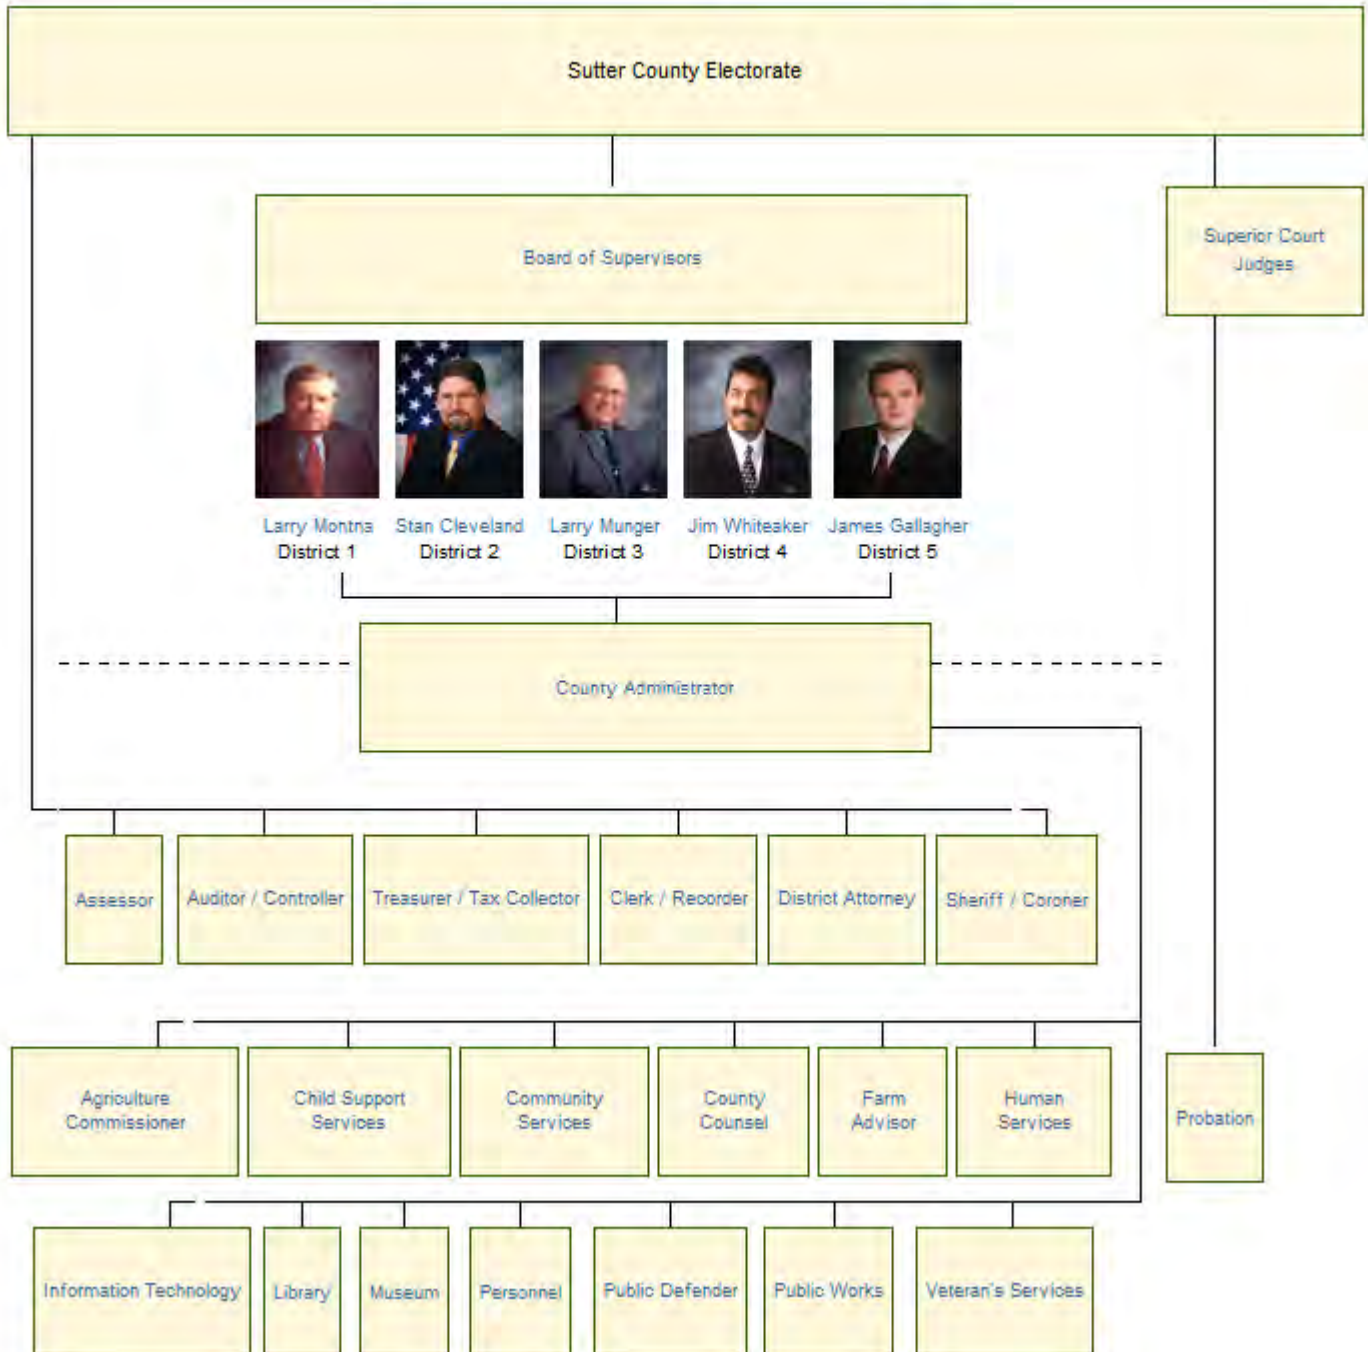 Sutter County Electorate
Board of Supervisors
Superior Court
Judges
Larry Montna
District 1
Stan Cleveland
District 2
Larry Munger
District 3
Jim Whiteaker
District 4
James Gallagher
District 5
County Administrator
Assessor
Auditor / Controller
Treasurer / Tax Collector
Clerk / Recorder
District Attorney
Sheriff / Coroner
Agriculture
Commissioner
Child Support
Services
Community
Services
County
Counsel
Farm
Advisor
Human
Services
Probation
Information Technology
Library
Museum
Personnel
Public Defender
Public Works
Veteran's Services